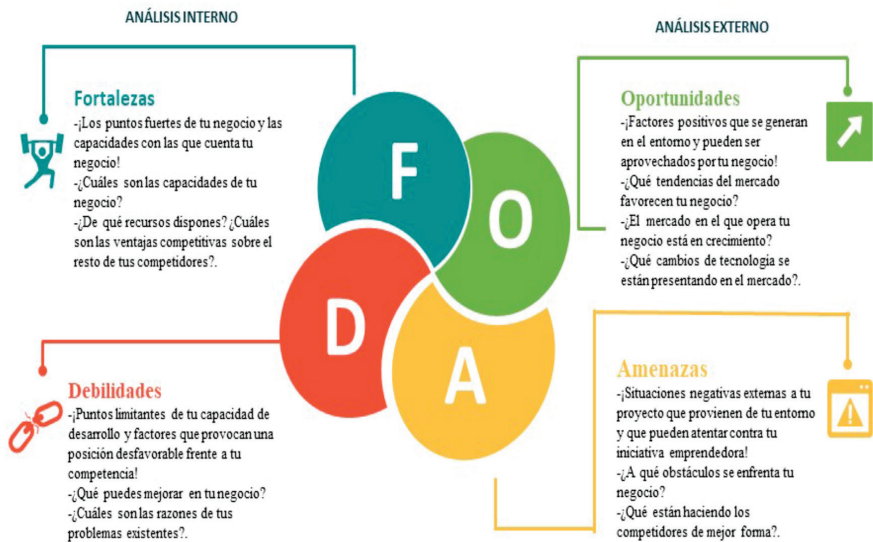 ANÁLISIS INTERNO
Fortalezas
-¡Los puntos fuertes de tu negocio y las
capacidades con las que cuenta tu
negocio!
-¿Cuáles son las capacidades de tu
negocio?
-¿De qué recursos dispones? ¿Cuáles
son las ventajas competitivas sobre el
resto de tus competidores?.
F
O
D
A
ANÁLISIS EXTERNO
Oportunidades
-¡Factores positivos que se generan
en el entorno y pueden ser
aprovechados por tu negocio!
-¿Qué tendencias del mercado
favorecen tu negocio?
-¿El mercado en el que opera tu
negocio está en crecimiento?
-¿Qué cambios de tecnología se
están presentando en el mercado?.
Debilidades
-¡Puntos limitantes de tu capacidad de
desarrollo y factores que provocan una
posición desfavorable frente a tu
competencia!
-¿Qué puedes mejorar en tu negocio?
-¿Cuáles son las razones de tus
problemas existentes?.
Amenazas
-¡Situaciones negativas externas a tu
proyecto que provienen de tu entorno
y que pueden atentar contra tu
iniciativa emprendedora!
-¿A qué obstáculos se enfrenta tu
negocio?
-¿Qué están haciendo los
competidores de mejor forma?.